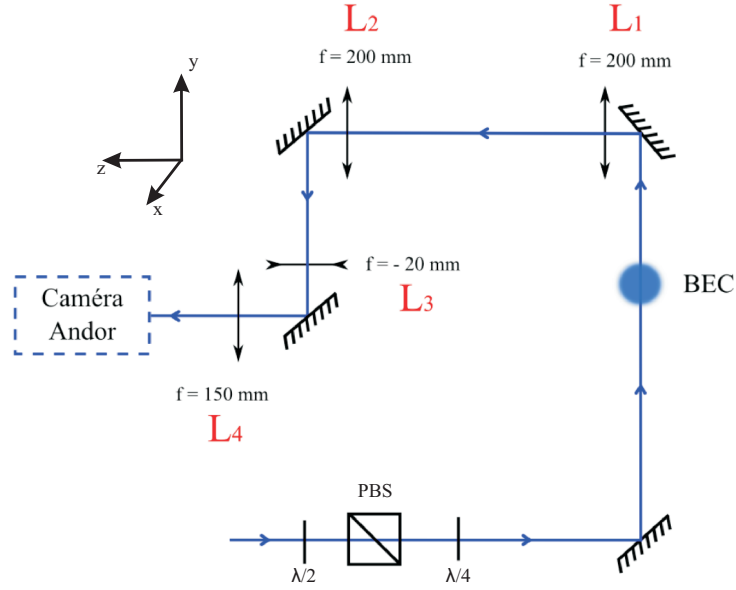 L2
L1
f = 200 mm
f = 200 mm
y
z
x
f = - 20 mm
BEC
Caméra
Andor
L3
f = 150 mm
L4
PBS
λ/2
λ/4